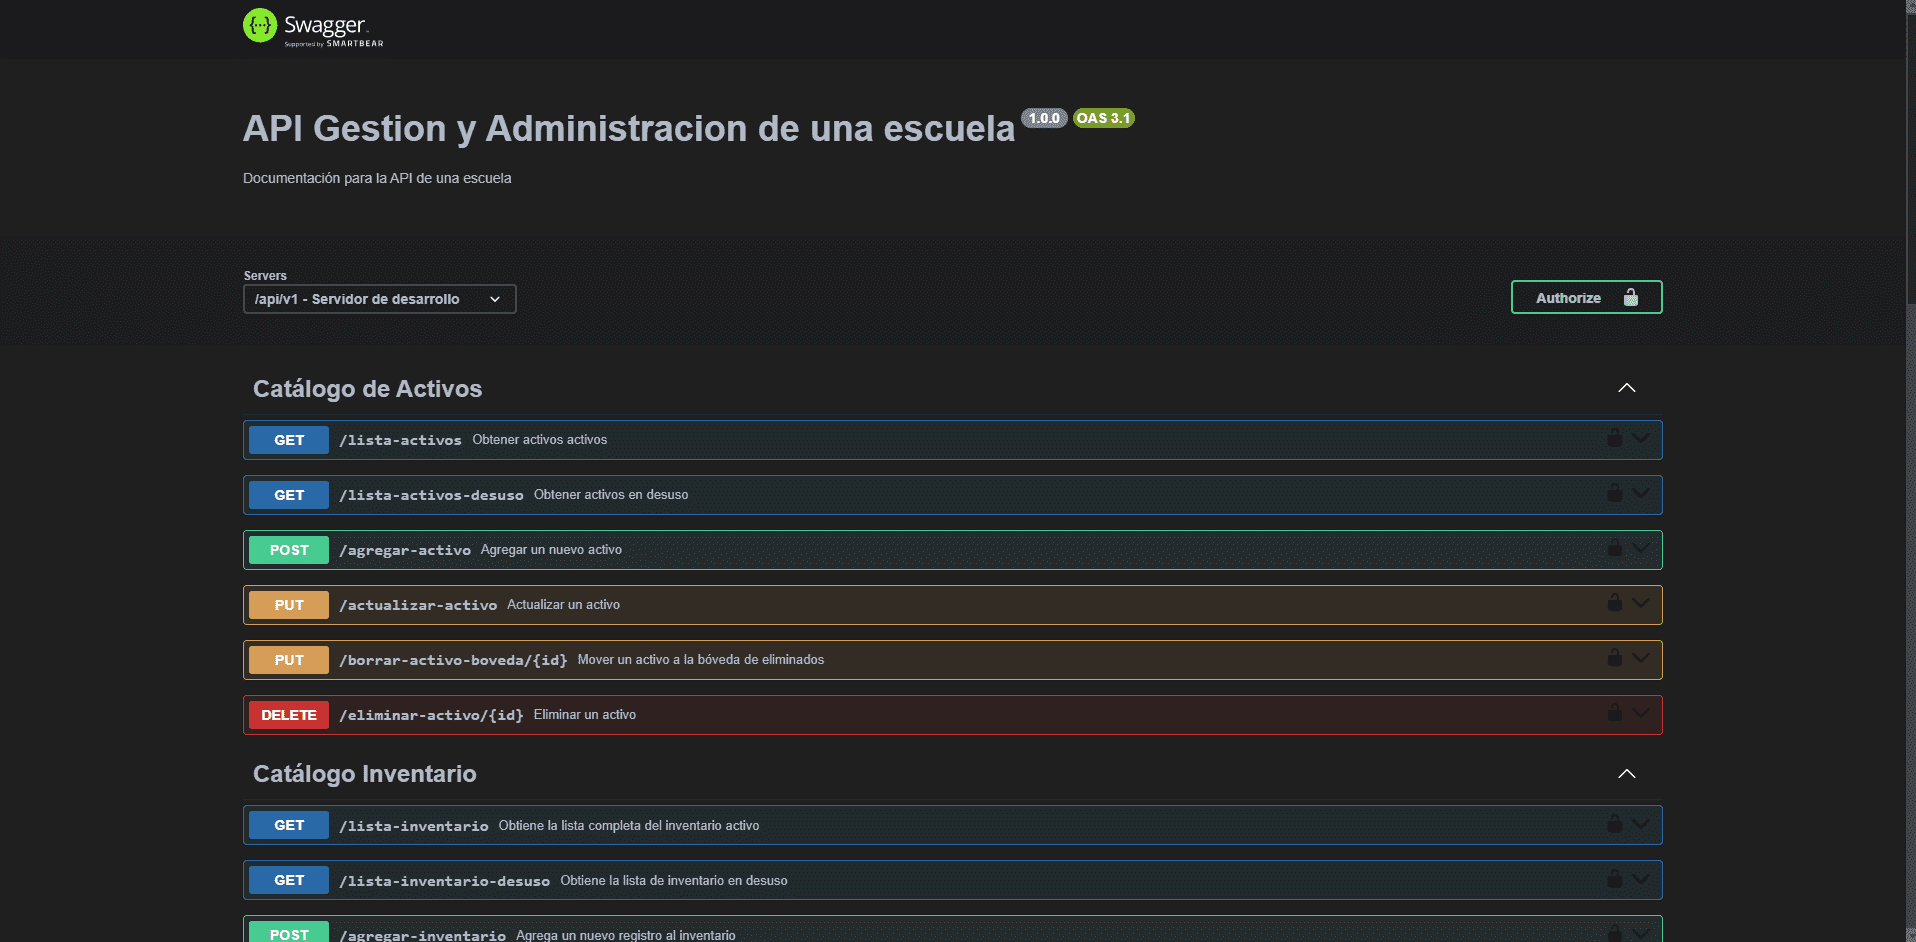 Swagger
Supported by SMARTBEAR
API Gestion y Administracion de una escuela 1.0.0 OAS 3.1
Documentación para la API de una escuela
Servers
/api/v1 - Servidor de desarrollo
Authorize
Catálogo de Activos
GET /lista-activos Obtener activos activos
GET /lista-activos-desuso Obtener activos en desuso
POST /agregar-activo Agregar un nuevo activo
PUT /actualizar-activo Actualizar un activo
PUT /borrar-activo-boveda/{id} Mover un activo a la bóveda de eliminados
DELETE /eliminar-activo/{id} Eliminar un activo
Catálogo Inventario
GET /lista-inventario Obtiene la lista completa del inventario activo
GET /lista-inventario-desuso Obtiene la lista de inventario en desuso
POST /agregar-inventario Agrega un nuevo registro al inventario